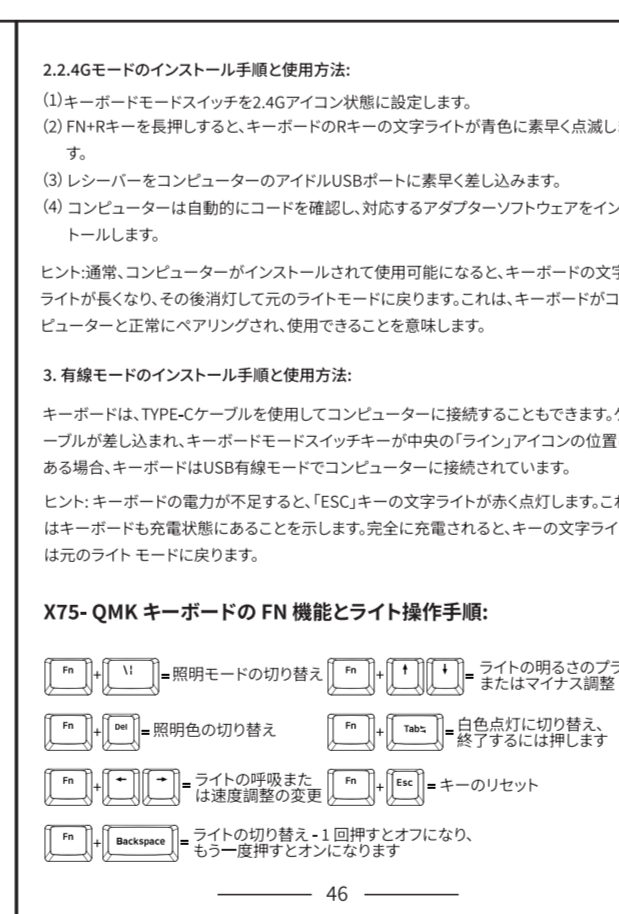 2.2.4Gモードのインストール手順と使用方法:
(1)キーボードモードスイッチを2.4Gアイコン状態に設定します。
(2) FN+Rキーを長押しすると、キーボードのRキーの文字ライトが青色に素早く点滅しま
す。
(3) レシーバーをコンピューターのアイドルUSBポートに素早く差し込みます。
(4) コンピューターは自動的にコードを確認し、対応するアダプターソフトウェアをイン
トールします。
ヒント:通常、コンピューターがインストールされて使用可能になると、キーボードの文字
ライトが長くなり、その後消灯して元のライトモードに戻ります。これは、キーボードがコ
ピューターと正常にペアリングされ、使用できることを意味します。
3. 有線モードのインストール手順と使用方法:
キーボードは、TYPE-Cケーブルを使用してコンピューターに接続することもできます。ケ
ーブルが差し込まれ、キーボードモードスイッチキーが中央の「ライン」アイコンの位置
ある場合、キーボードはUSB有線モードでコンピューターに接続されています。
ヒント: キーボードの電力が不足すると、「ESC」キーの文字ライトが赤く点灯します。これ
はキーボードも充電状態にあることを示します。完全に充電されると、キーの文字ライ
は元のライト モードに戻ります。
X75- QMK キーボードの FN 機能とライト操作手順:
Fn + \¦ = 照明モードの切り替え Fn + ↑ ↓ = ライトの明るさのプラ
またはマイナス調整
Fn + Del = 照明色の切り替え Fn + Tab⇆ = 白色点灯に切り替え、
終了するには押します
Fn + ← → = ライトの呼吸また
は速度調整の変更 Fn + Esc = キーのリセット
Fn + Backspace = ライトの切り替え - 1 回押すとオフになり、
もう一度押すとオンになります
46